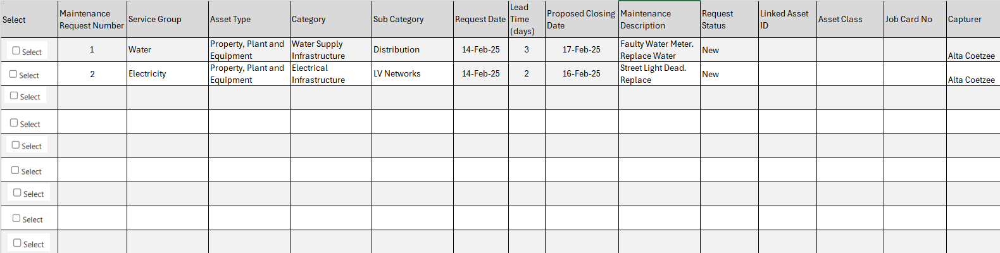 Select
Maintenance
Request Number
Service Group
Asset Type
Category
Sub Category
Request Date
Lead
Time
(days)
Proposed Closing
Date
Maintenance
Description
Request
Status
Linked Asset
ID
Asset Class
Job Card No
Capturer
Select
1
Water
Property, Plant and
Equipment
Water Supply
Infrastructure
Distribution
14-Feb-25
3
17-Feb-25
Faulty Water Meter.
Replace Water
New
Alta Coetzee
Select
2
Electricity
Property, Plant and
Equipment
Electrical
Infrastructure
LV Networks
14-Feb-25
2
16-Feb-25
Street Light Dead.
Replace
New
Alta Coetzee
Select
Select
Select
Select
Select
Select
Select